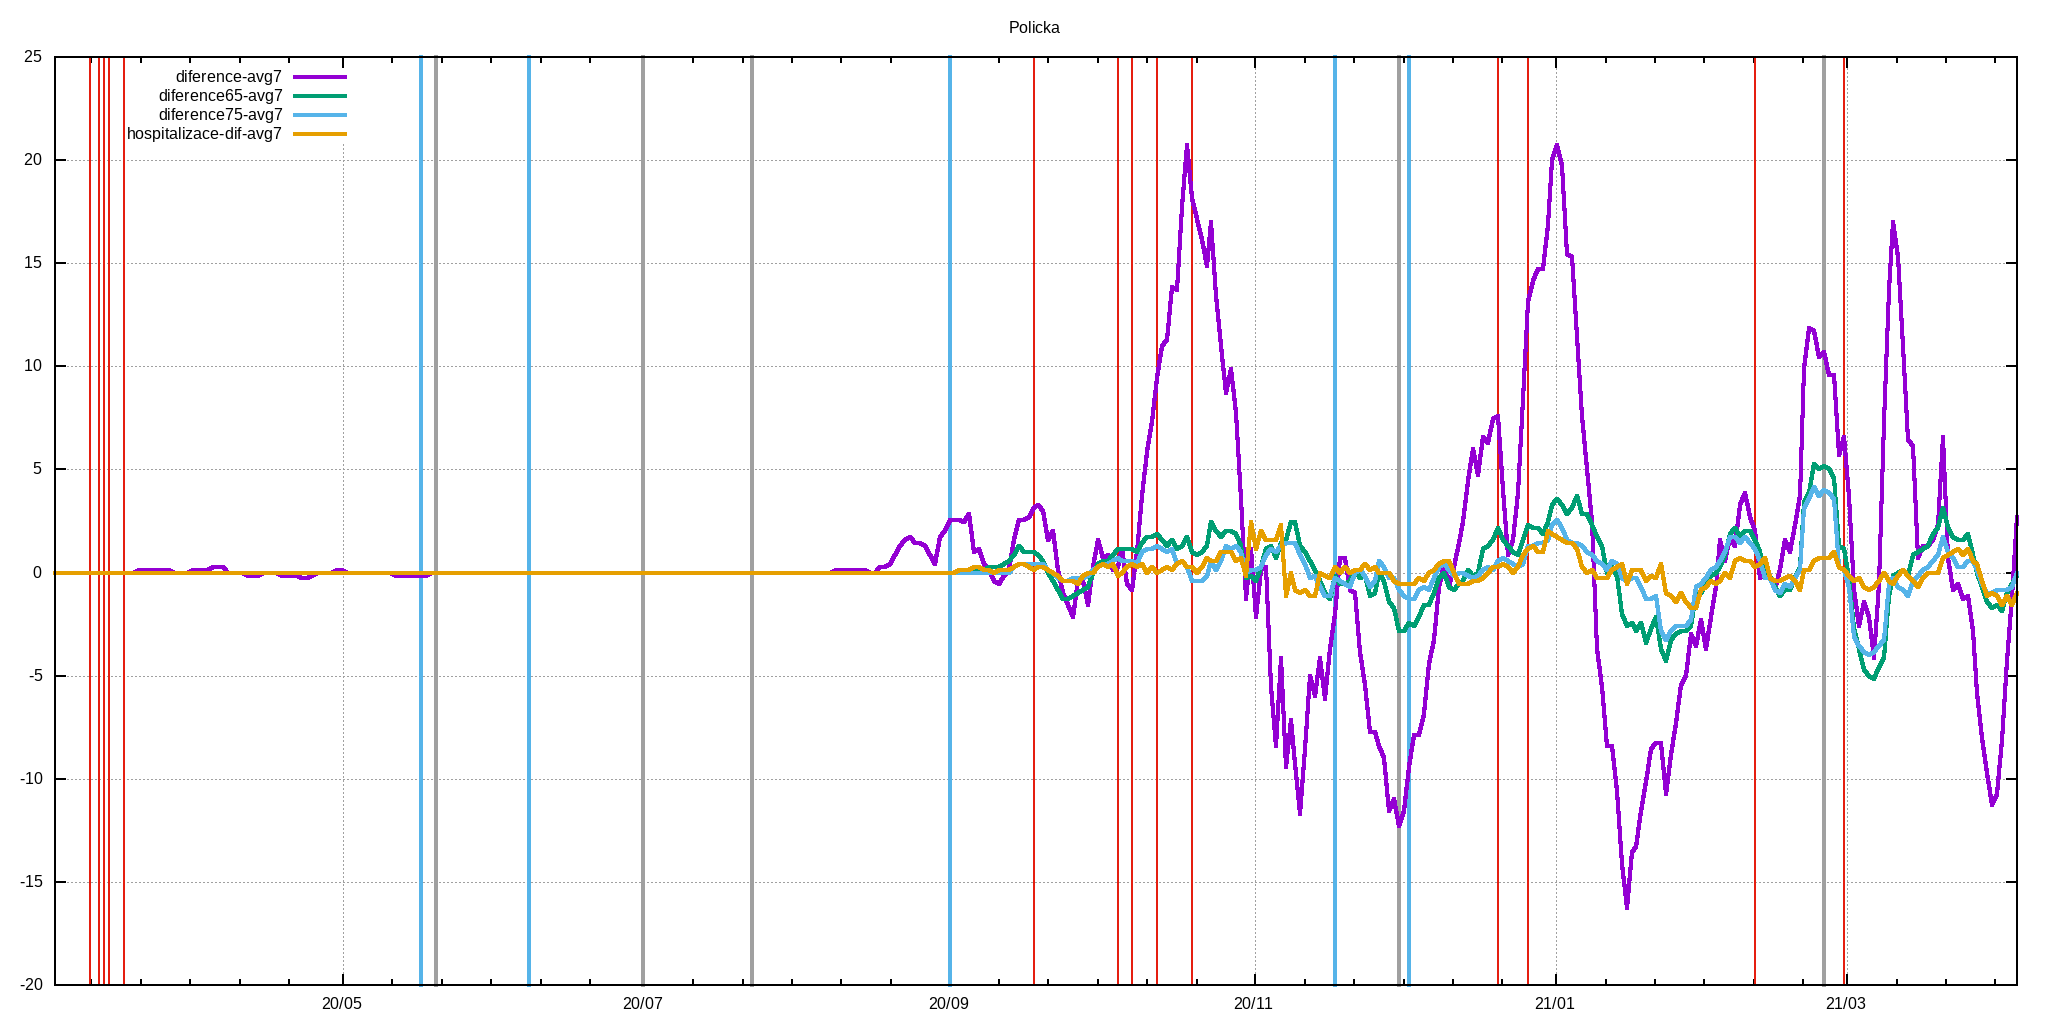 Policka
25
diference-avg7
diference65-avg7
diference75-avg7
hospitalizace-dif-avg7
20
15
10
5
0
-5
-10
-15
-20
20/05 20/07 20/09 20/11 21/01 21/03